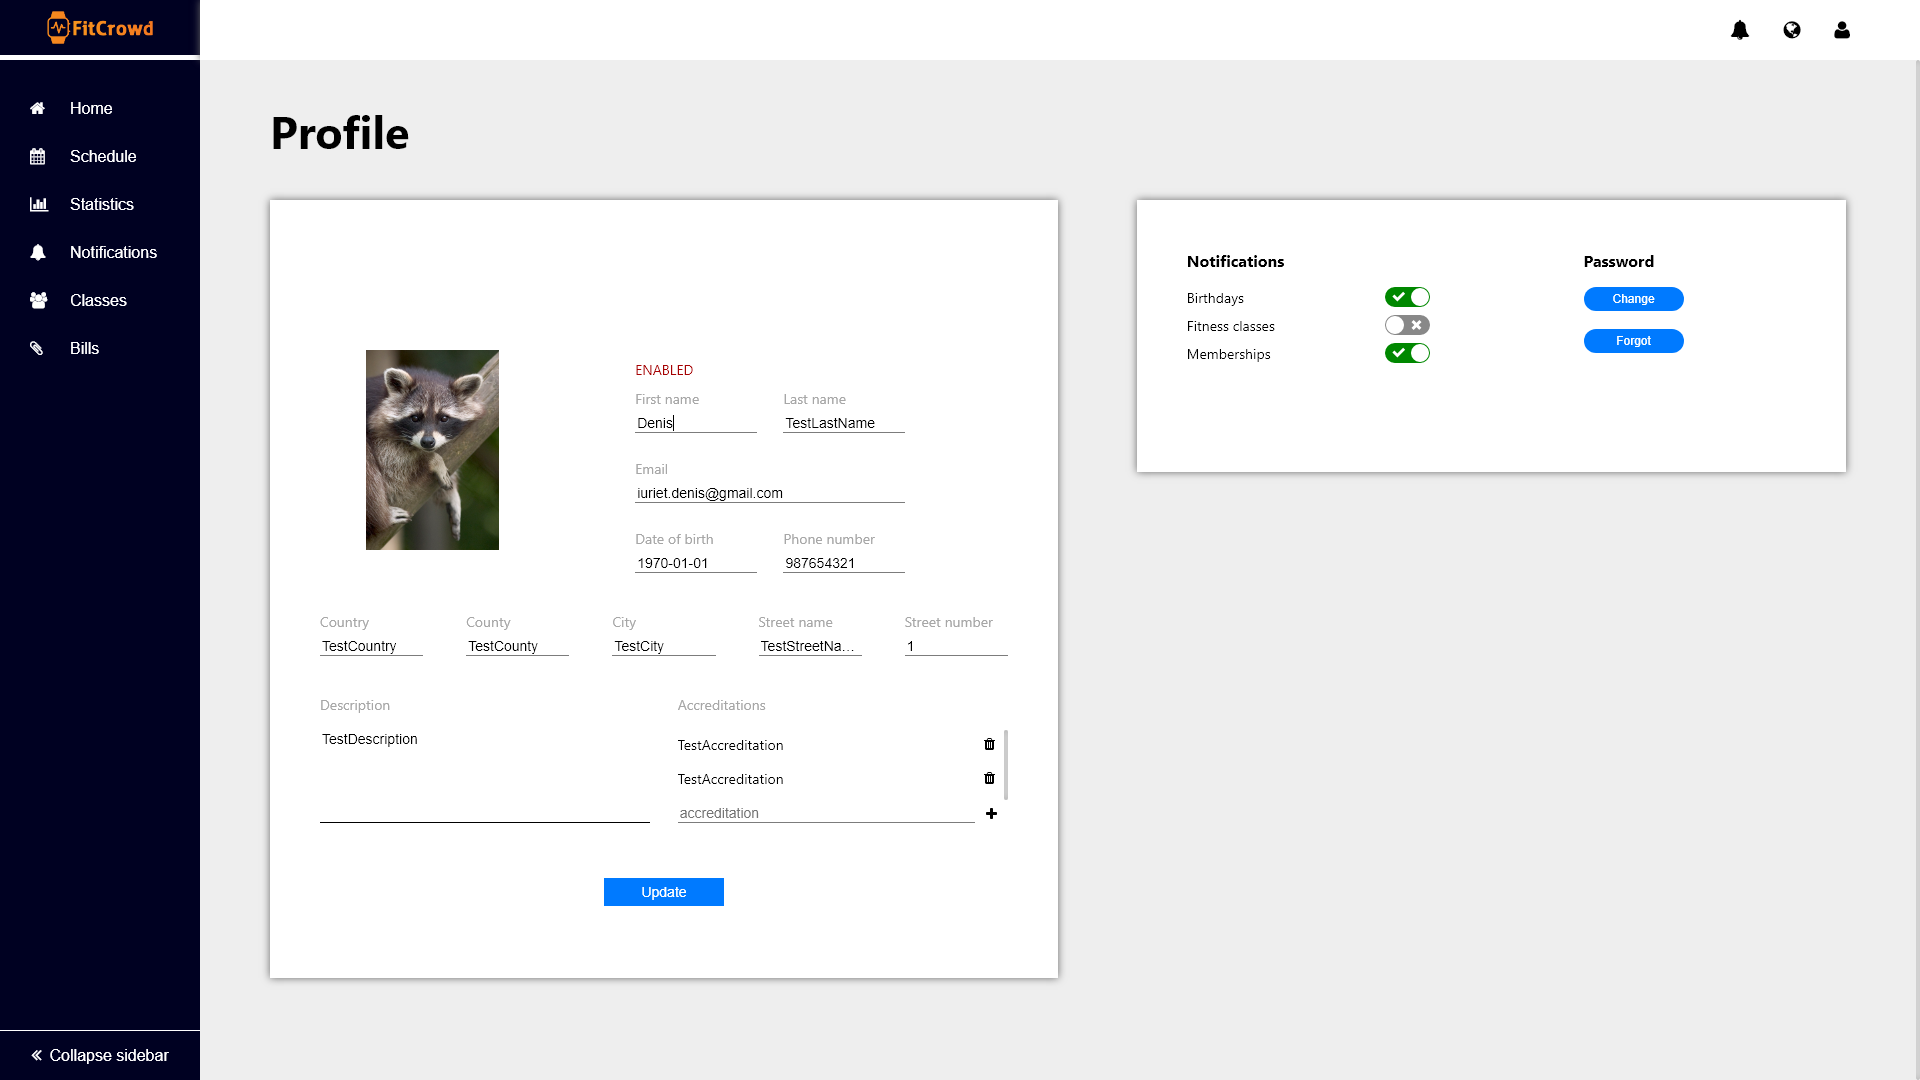 FitCrowd
Home
Schedule
Statistics
Notifications
Classes
Bills
Collapse sidebar
Profile
ENABLED
First name
Last name
Denis
TestLastName
Email
iuriet.denis@gmail.com
Date of birth
Phone number
1970-01-01
987654321
Country
County
City
Street name
Street number
TestCountry
TestCounty
TestCity
TestStreetNa...
1
Description
TestDescription
Accreditations
TestAccreditation
TestAccreditation
accreditation
Update
Notifications
Birthdays
Fitness classes
Memberships
Password
Change
Forgot